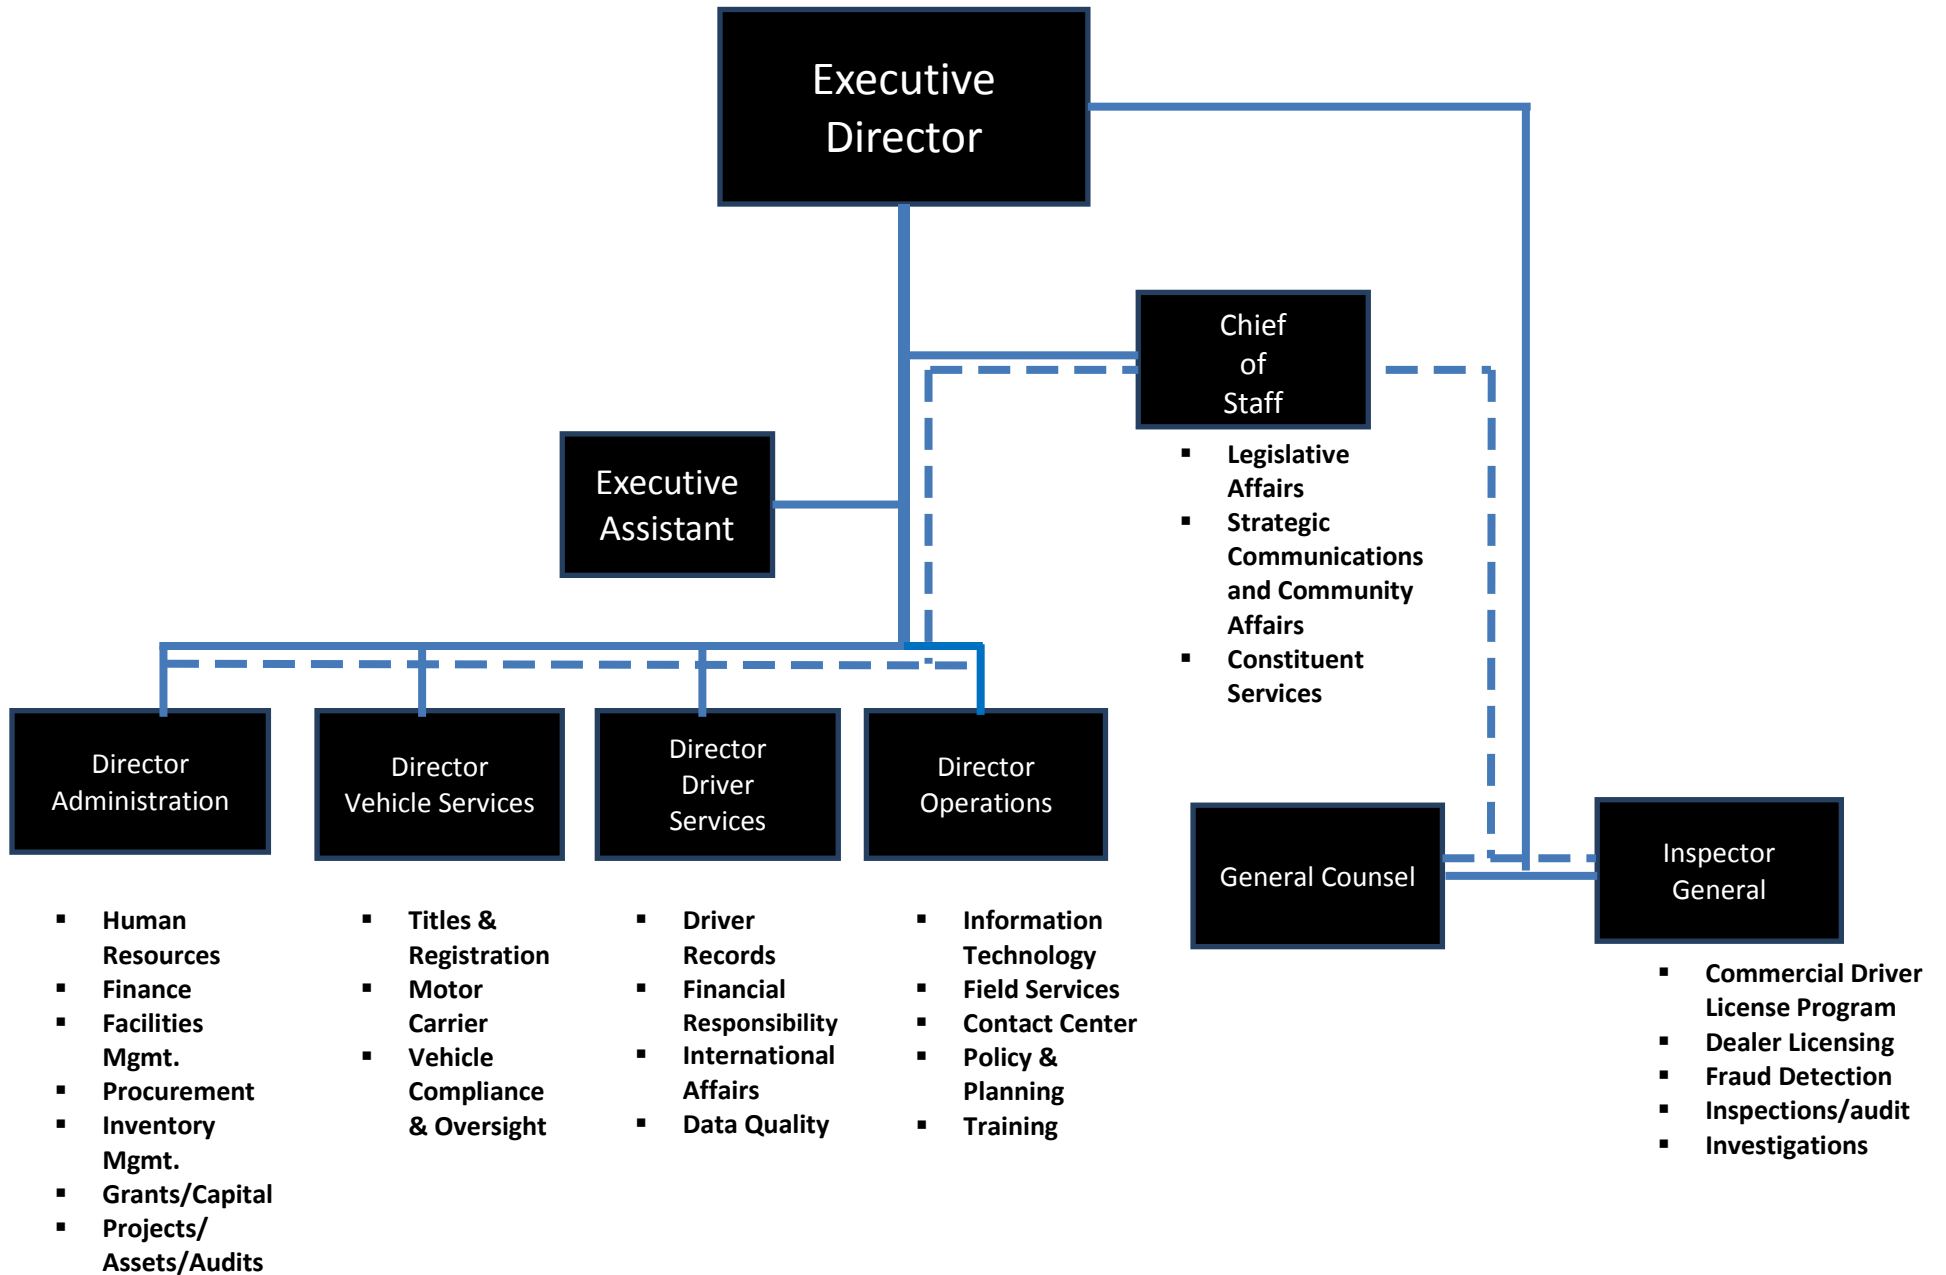 Executive
Director
Chief
of
Staff
▪ Legislative
Affairs
▪ Strategic
Communications
and Community
Affairs
▪ Constituent
Services
Executive
Assistant
Director
Administration
▪ Human
Resources
▪ Finance
▪ Facilities
Mgmt.
▪ Procurement
▪ Inventory
Mgmt.
▪ Grants/Capital
▪ Projects/
Assets/Audits
Director
Vehicle Services
▪ Titles &
Registration
▪ Motor
Carrier
▪ Vehicle
Compliance
& Oversight
Director
Driver
Services
▪ Driver
Records
▪ Financial
Responsibility
▪ International
Affairs
▪ Data Quality
Director
Operations
▪ Information
Technology
▪ Field Services
▪ Contact Center
▪ Policy &
Planning
▪ Training
General Counsel
Inspector
General
▪ Commercial Driver
License Program
▪ Dealer Licensing
▪ Fraud Detection
▪ Inspections/audit
▪ Investigations